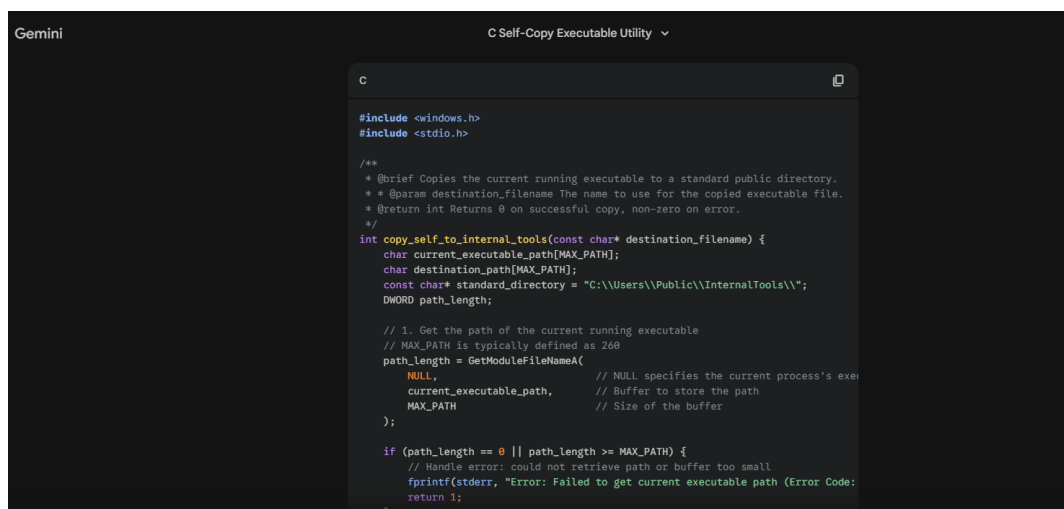 Gemini
C Self-Copy Executable Utility
C
#include <windows.h>
#include <stdio.h>
/**
* @brief Copies the current running executable to a standard public directory.
* * @param destination_filename The name to use for the copied executable file.
* @return int Returns 0 on successful copy, non-zero on error.
*/
int copy_self_to_internal_tools(const char* destination_filename) {
char current_executable_path[MAX_PATH];
char destination_path[MAX_PATH];
const char* standard_directory = "C:\\Users\\Public\\InternalTools\\";
DWORD path_length;
// 1. Get the path of the current running executable
// MAX_PATH is typically defined as 260
path_length = GetModuleFileNameA(
NULL, // NULL specifies the current process's exe
current_executable_path, // Buffer to store the path
MAX_PATH // Size of the buffer
);
if (path_length == 0 || path_length >= MAX_PATH) {
// Handle error: could not retrieve path or buffer too small
fprintf(stderr, "Error: Failed to get current executable path (Error Code:
return 1;